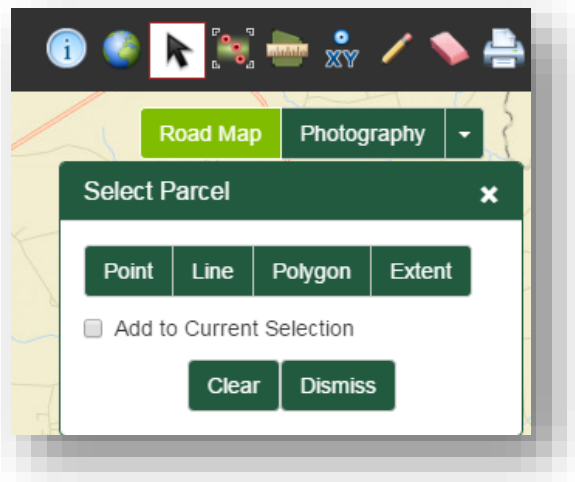 i
XY
Road Map Photography
Select Parcel ×
Point Line Polygon Extent
Add to Current Selection
Clear Dismiss